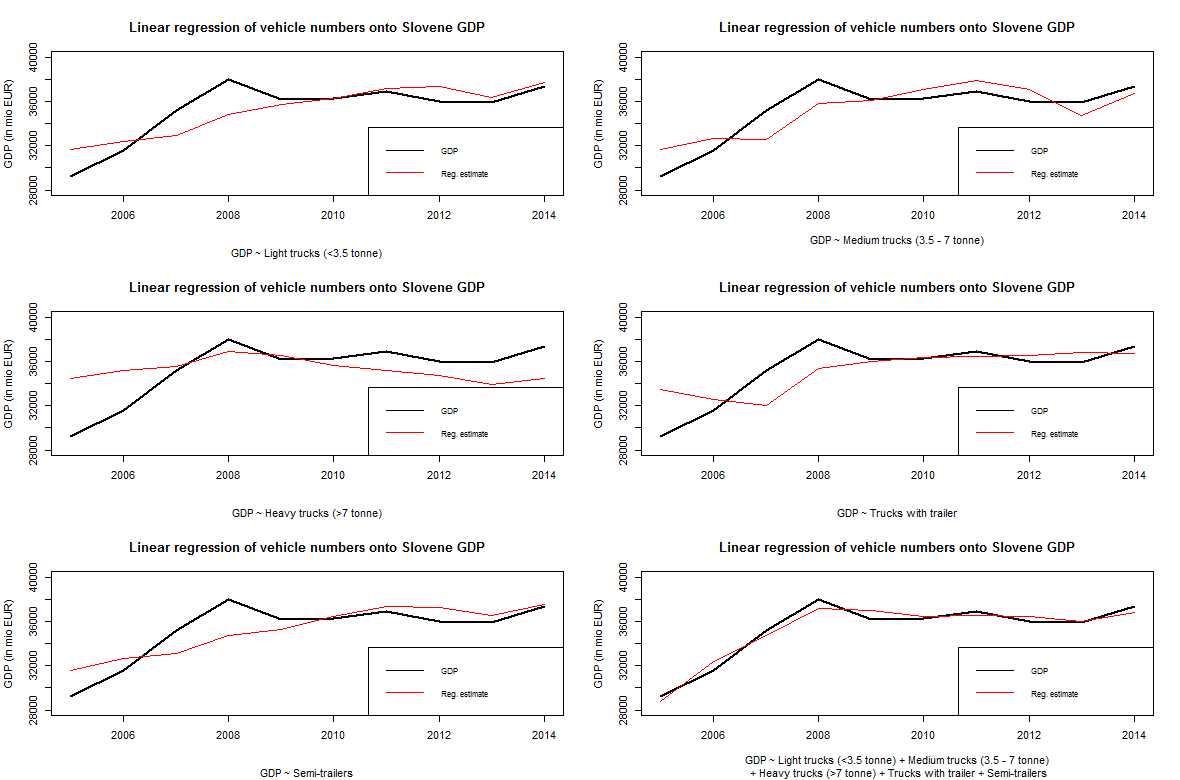 Linear regression of vehicle numbers onto Slovene GDP
GDP (in mio EUR)
28000 32000 36000 40000
GDP
Reg. estimate
2006 2008 2010 2012 2014
GDP ~ Light trucks (<3.5 tonne)
Linear regression of vehicle numbers onto Slovene GDP
GDP (in mio EUR)
28000 32000 36000 40000
GDP
Reg. estimate
2006 2008 2010 2012 2014
GDP ~ Medium trucks (3.5 - 7 tonne)
Linear regression of vehicle numbers onto Slovene GDP
GDP (in mio EUR)
28000 32000 36000 40000
GDP
Reg. estimate
2006 2008 2010 2012 2014
GDP ~ Heavy trucks (>7 tonne)
Linear regression of vehicle numbers onto Slovene GDP
GDP (in mio EUR)
28000 32000 36000 40000
GDP
Reg. estimate
2006 2008 2010 2012 2014
GDP ~ Trucks with trailer
Linear regression of vehicle numbers onto Slovene GDP
GDP (in mio EUR)
28000 32000 36000 40000
GDP
Reg. estimate
2006 2008 2010 2012 2014
GDP ~ Semi-trailers
Linear regression of vehicle numbers onto Slovene GDP
GDP (in mio EUR)
28000 32000 36000 40000
GDP
Reg. estimate
2006 2008 2010 2012 2014
GDP ~ Light trucks (<3.5 tonne) + Medium trucks (3.5 - 7 tonne)
+ Heavy trucks (>7 tonne) + Trucks with trailer + Semi-trailers